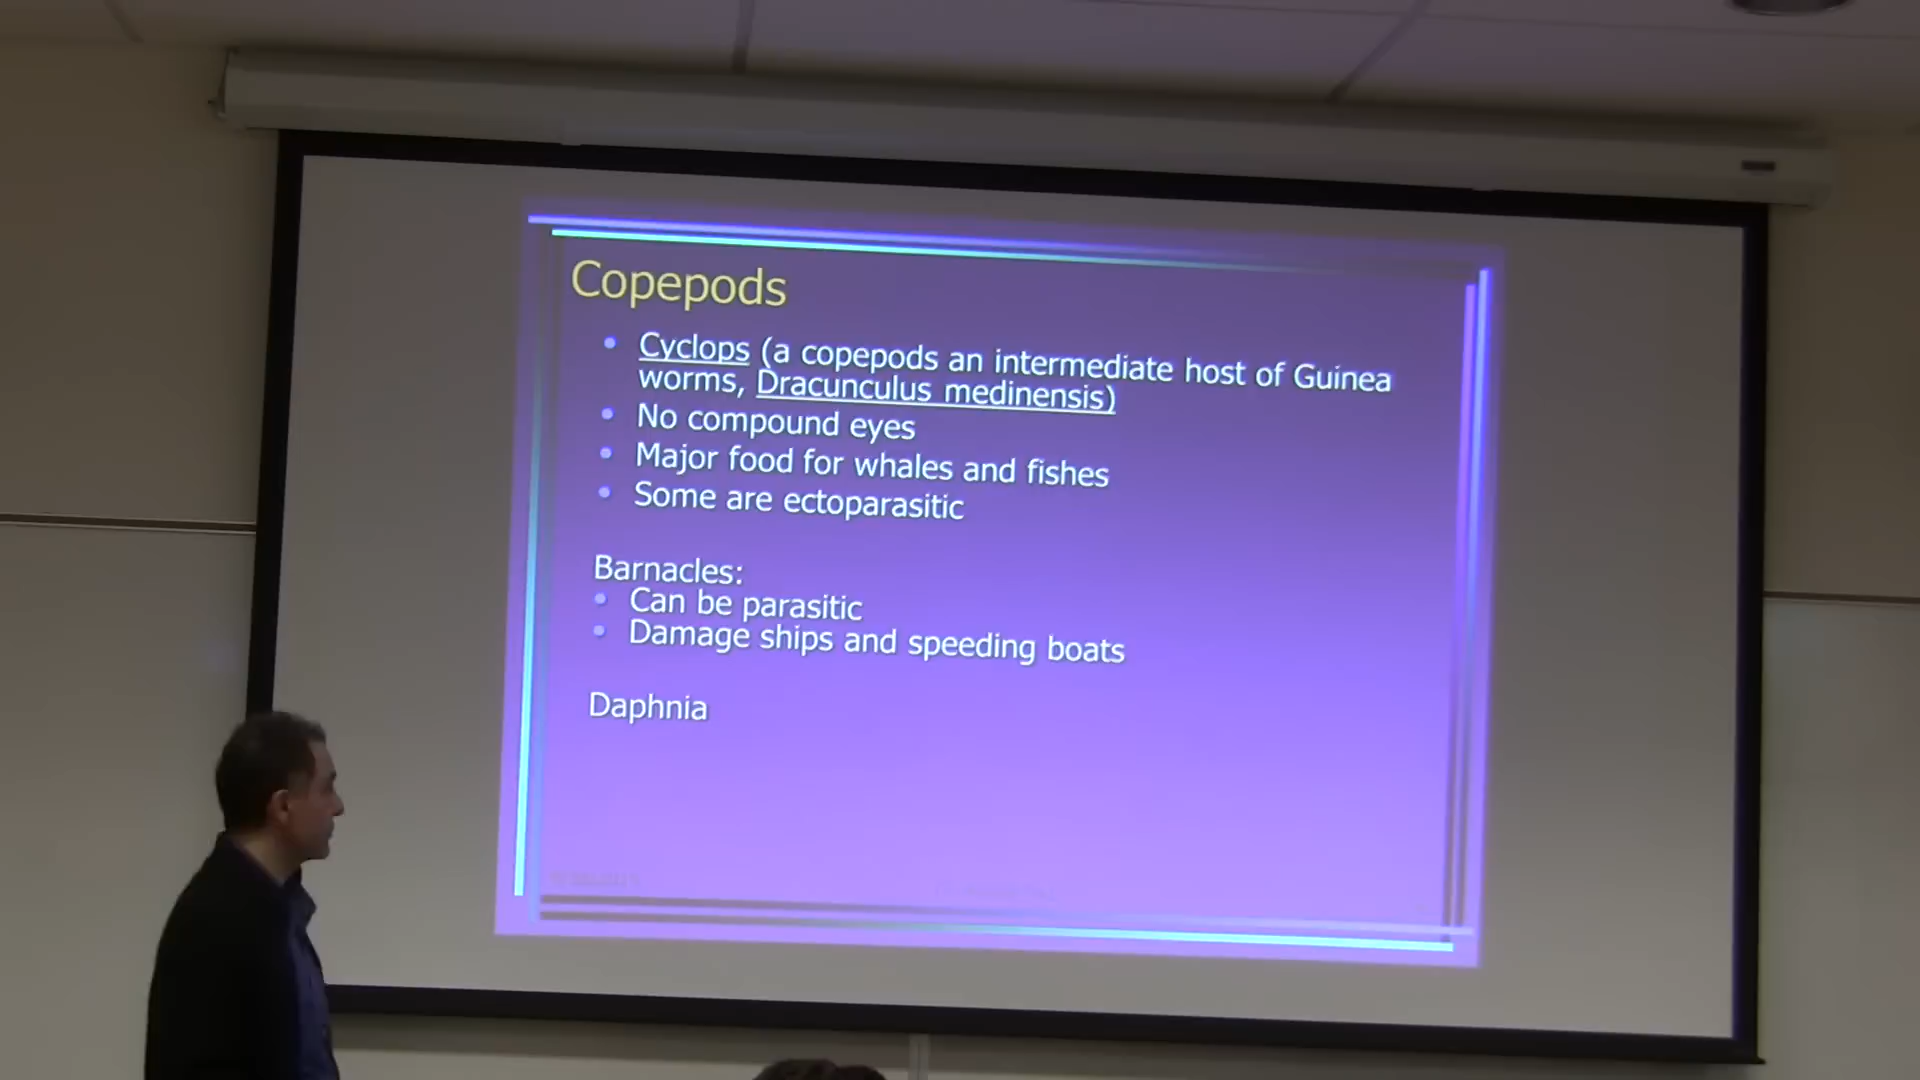 Copepods
• Cyclops (a copepods an intermediate host of Guinea
worms, Dracunculus medinensis)
• No compound eyes
• Major food for whales and fishes
• Some are ectoparasitic
Barnacles:
• Can be parasitic
• Damage ships and speeding boats
Daphnia